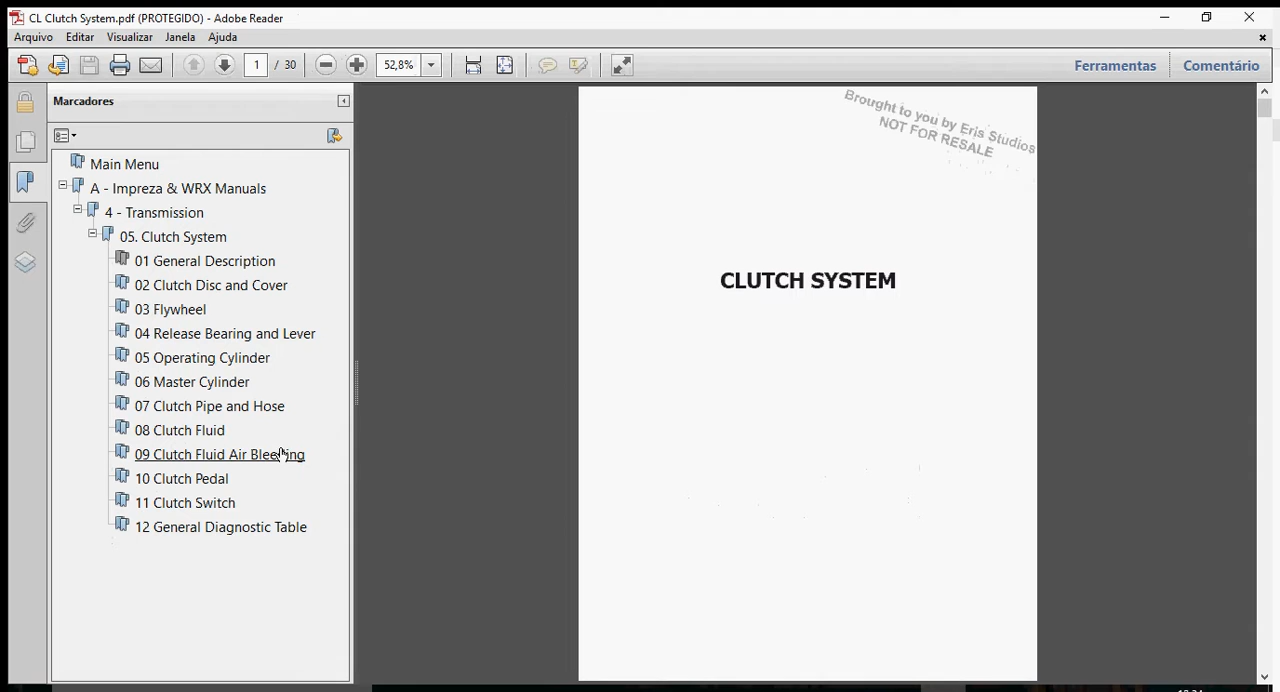 CL Clutch System.pdf (PROTEGIDO) - Adobe Reader
Arquivo Editar Visualizar Janela Ajuda
1 / 30 52,8% Ferramentas Comentário
Marcadores
Main Menu
A - Impreza & WRX Manuals
4 - Transmission
05. Clutch System
01 General Description
02 Clutch Disc and Cover
03 Flywheel
04 Release Bearing and Lever
05 Operating Cylinder
06 Master Cylinder
07 Clutch Pipe and Hose
08 Clutch Fluid
09 Clutch Fluid Air Bleeding
10 Clutch Pedal
11 Clutch Switch
12 General Diagnostic Table
Brought to you by Eris Studios
NOT FOR RESALE
CLUTCH SYSTEM